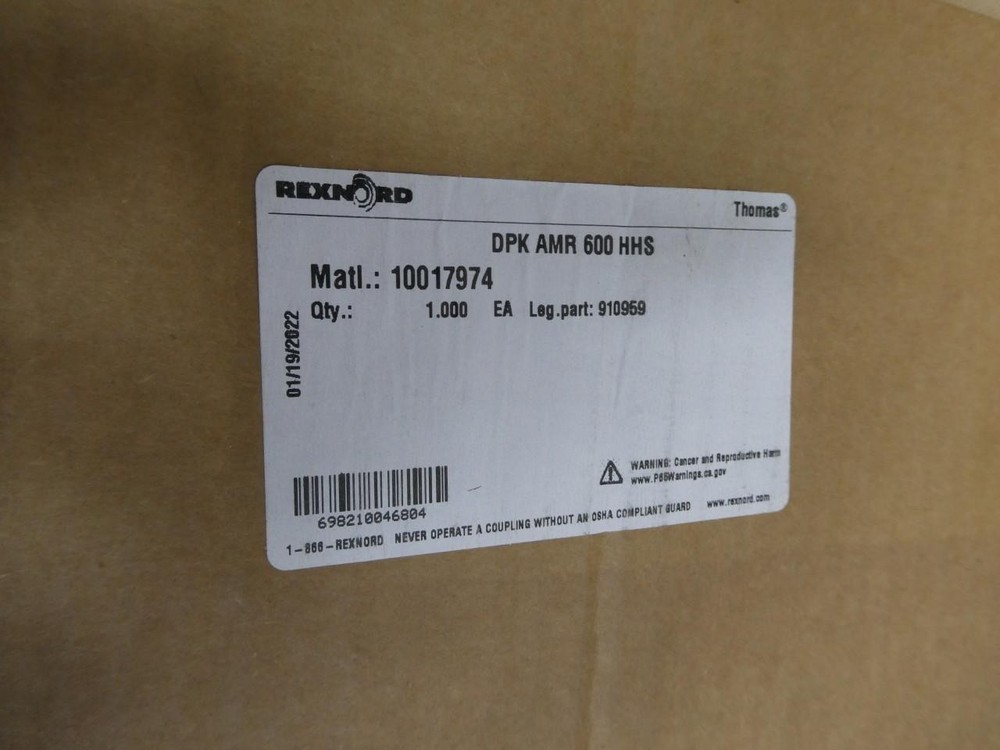 REXNORD
Thomas®
DPK AMR 600 HHS
Matl.: 10017974
Qty.: 1.000 EA Leg.part: 910959
01/19/2022
WARNING: Cancer and Reproductive Harm
www.P65Warnings.ca.gov
698210046804
1-866-REXNORD NEVER OPERATE A COUPLING WITHOUT AN OSHA COMPLIANT GUARD www.rexnord.com